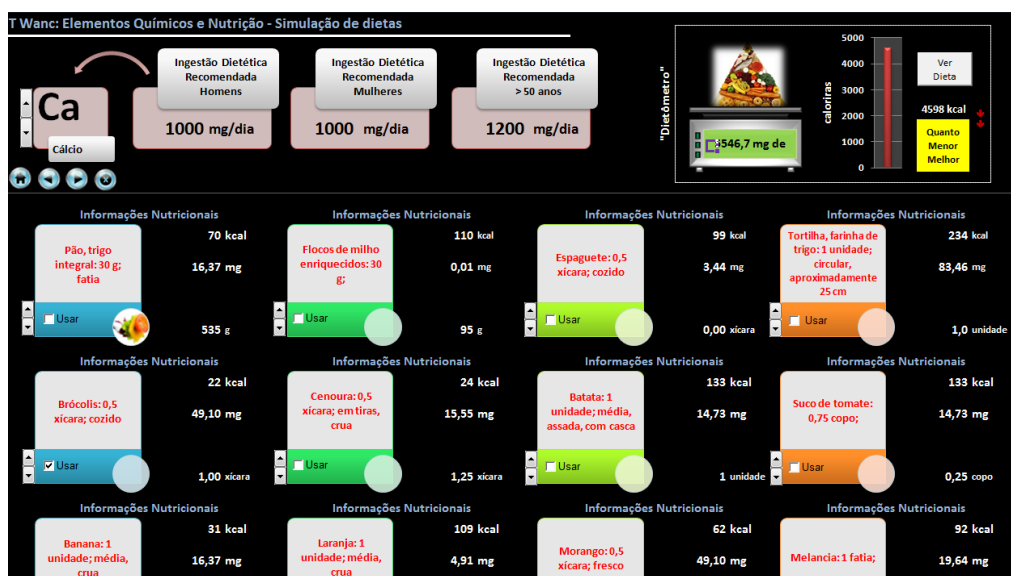 T Wanc: Elementos Químicos e Nutrição - Simulação de dietas
Ca
Cálcio
Ingestão Dietética
Recomendada
Homens
1000 mg/dia
Ingestão Dietética
Recomendada
Mulheres
1000 mg/dia
Ingestão Dietética
Recomendada
> 50 anos
1200 mg/dia
"Dietômetro"
546,7 mg de
caloriras
5000
4000
3000
2000
1000
0
Ver
Dieta
4598 kcal
Quanto
Menor
Melhor
Informações Nutricionais
Pão, trigo
integral: 30 g;
fatia
70 kcal
16,37 mg
Usar
535 g
Informações Nutricionais
Flocos de milho
enriquecidos: 30
g;
110 kcal
0,01 mg
Usar
95 g
Informações Nutricionais
Espaguete: 0,5
xícara; cozido
99 kcal
3,44 mg
Usar
0,00 xícara
Informações Nutricionais
Tortilha, farinha de
trigo: 1 unidade;
circular,
aproximadamente
25 cm
234 kcal
83,46 mg
Usar
1,0 unidade
Informações Nutricionais
Brócolis: 0,5
xícara; cozido
22 kcal
49,10 mg
Usar
1,00 xícara
Informações Nutricionais
Cenoura: 0,5
xícara; em tiras,
crua
24 kcal
15,55 mg
Usar
1,25 xícara
Informações Nutricionais
Batata: 1
unidade; média,
assada, com casca
133 kcal
14,73 mg
Usar
1 unidade
Informações Nutricionais
Suco de tomate:
0,75 copo;
133 kcal
14,73 mg
Usar
0,25 copo
Informações Nutricionais
Banana: 1
unidade; média,
crua
31 kcal
16,37 mg
Informações Nutricionais
Laranja: 1
unidade; média,
crua
109 kcal
4,91 mg
Informações Nutricionais
Morango: 0,5
xícara; fresco
62 kcal
49,10 mg
Informações Nutricionais
Melancia: 1 fatia;
92 kcal
19,64 mg